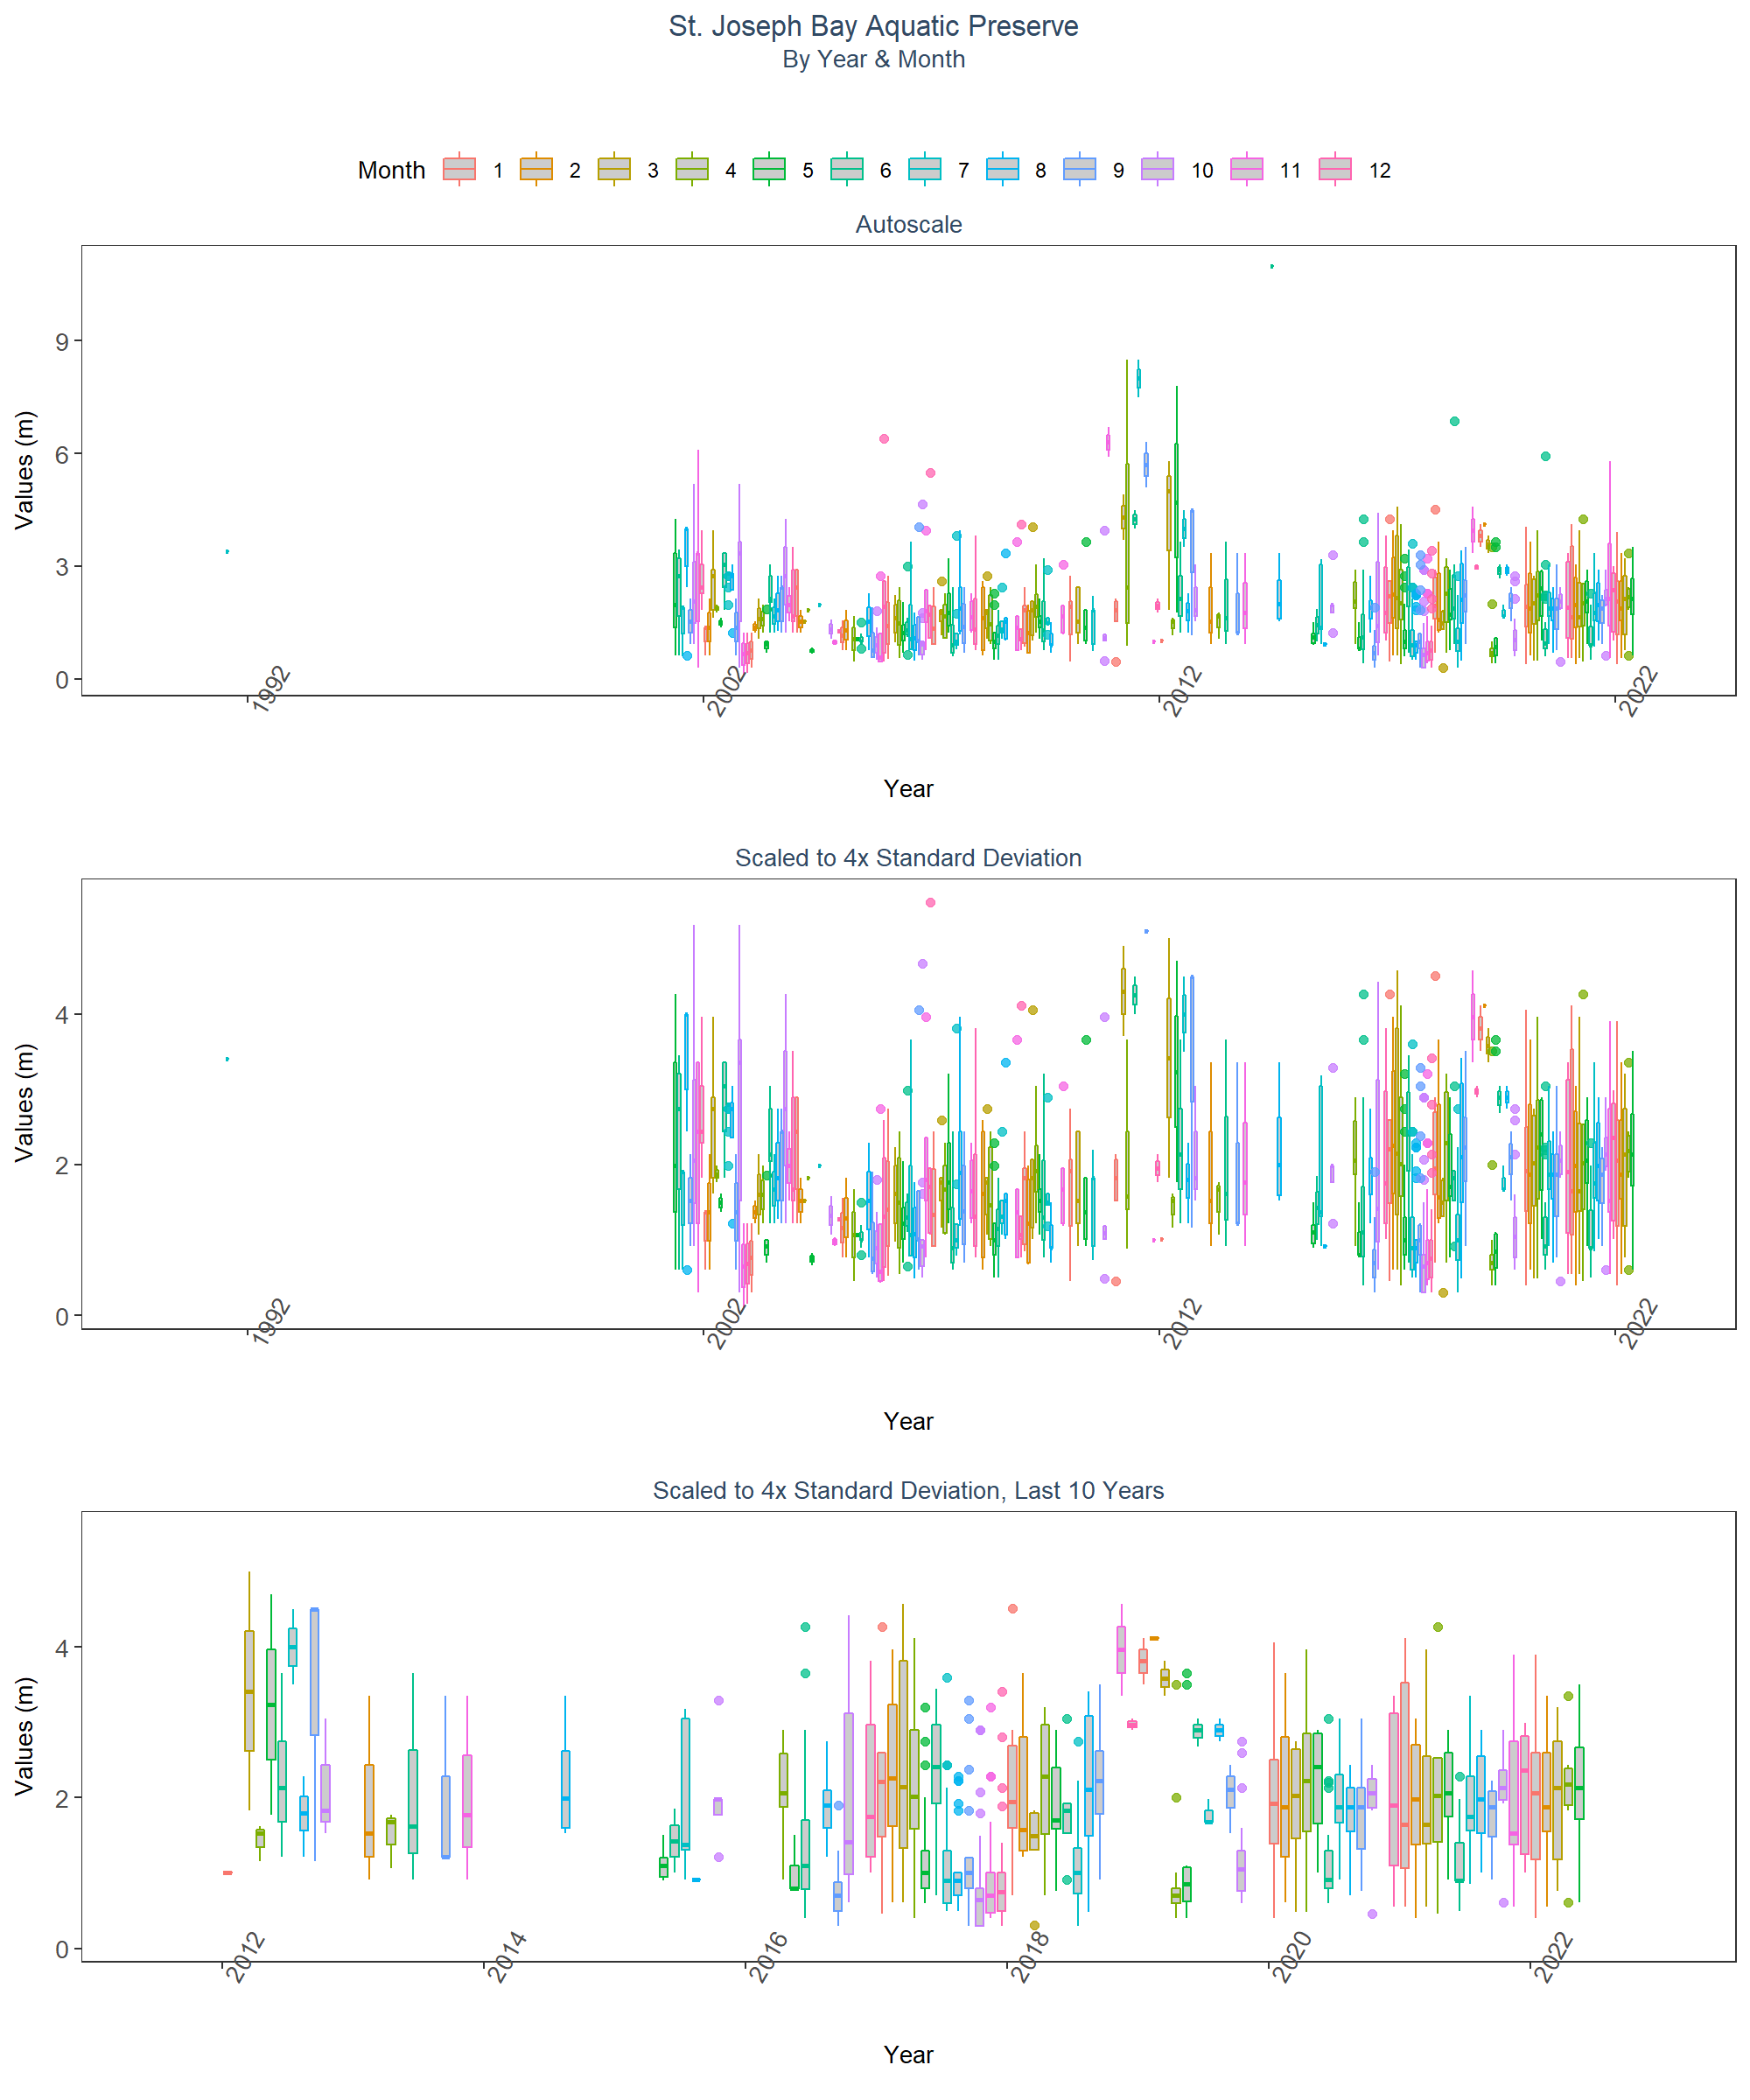 St. Joseph Bay Aquatic Preserve
By Year & Month
Month 1 2 3 4 5 6 7 8 9 10 11 12
Autoscale
Values (m)
9
6
3
0
1992 2002 2012 2022
Year
Scaled to 4x Standard Deviation
Values (m)
4
2
0
1992 2002 2012 2022
Year
Scaled to 4x Standard Deviation, Last 10 Years
Values (m)
4
2
0
2012 2014 2016 2018 2020 2022
Year